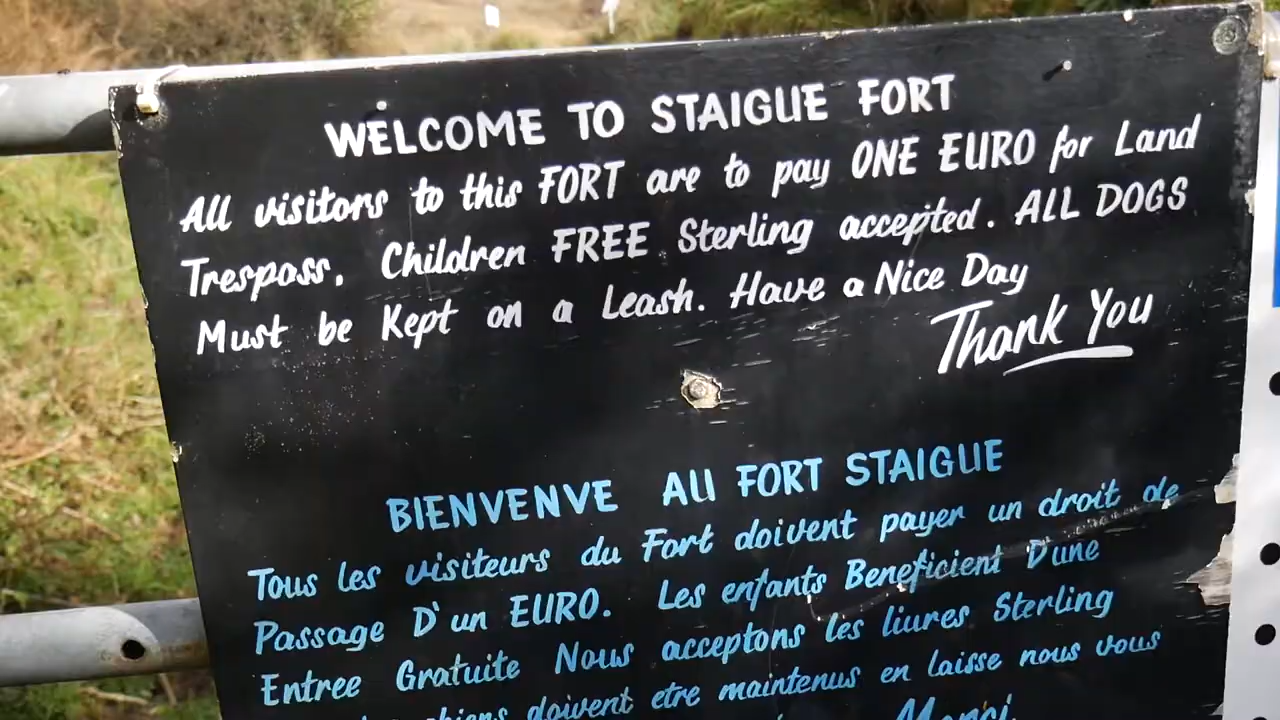 WELCOME TO STAIGUE FORT
All visitors to this FORT are to pay ONE EURO for Land
Trespass. Children FREE Sterling accepted. ALL DOGS
Must be Kept on a Leash. Have a Nice Day
Thank You
BIENVENVE AU FORT STAIGUE
Tous les visiteurs du Fort doivent payer un droit de
Passage D'un EURO. Les enfants Beneficient D'une
Entree Gratuite Nous acceptons les liures Sterling
chiens doivent etre maintenus en laisse nous vous
Merci.